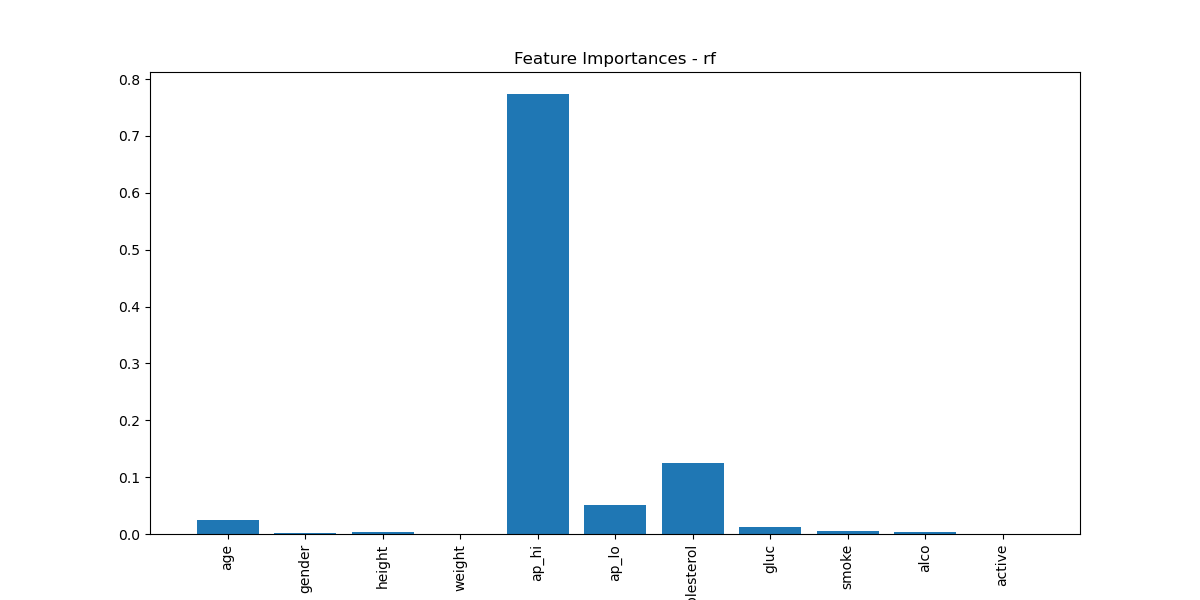 Feature Importances - rf
0.8
0.7
0.6
0.5
0.4
0.3
0.2
0.1
0.0
age
gender
height
weight
ap_hi
ap_lo
olesterol
gluc
smoke
alco
active